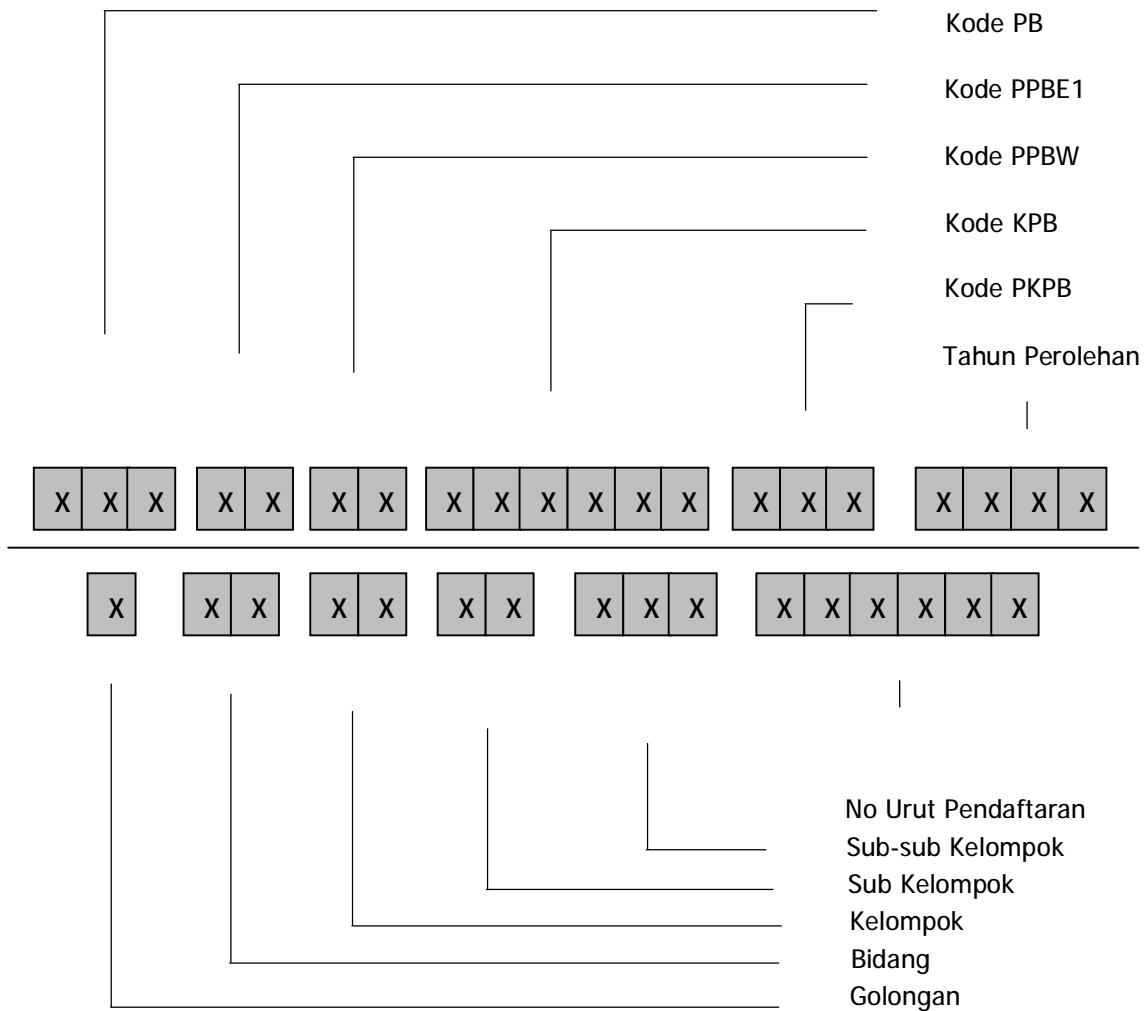 Kode PB
Kode PPBE1
Kode PPBW
Kode KPB
Kode PKPB
Tahun Perolehan
X X X X X X X X X X X X X X X X X X X X
X X X X X X X X X X X X X X X X
No Urut Pendaftaran
Sub-sub Kelompok
Sub Kelompok
Kelompok
Bidang
Golongan